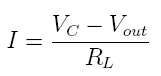 I = \frac{V_C - V_{out}}{R_L}